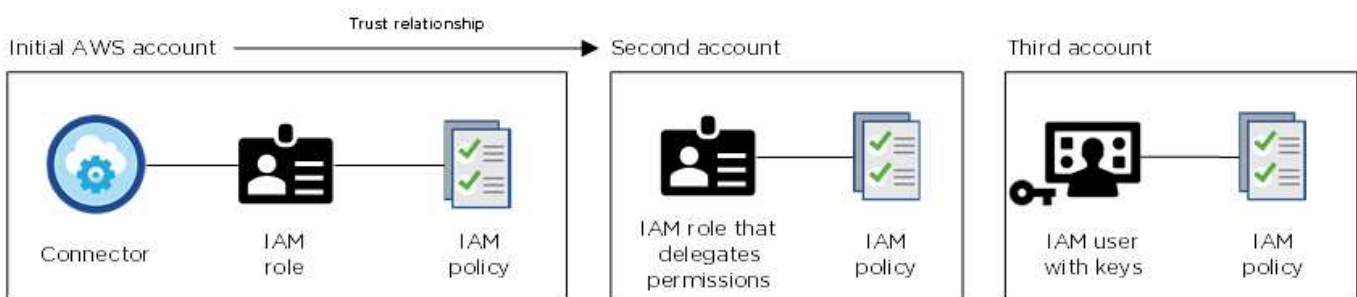 Trust relationship
Initial AWS account
Second account
Third account
Connector
IAM
role
IAM
policy
IAM role that
delegates
permissions
IAM
policy
IAM user
with keys
IAM
policy